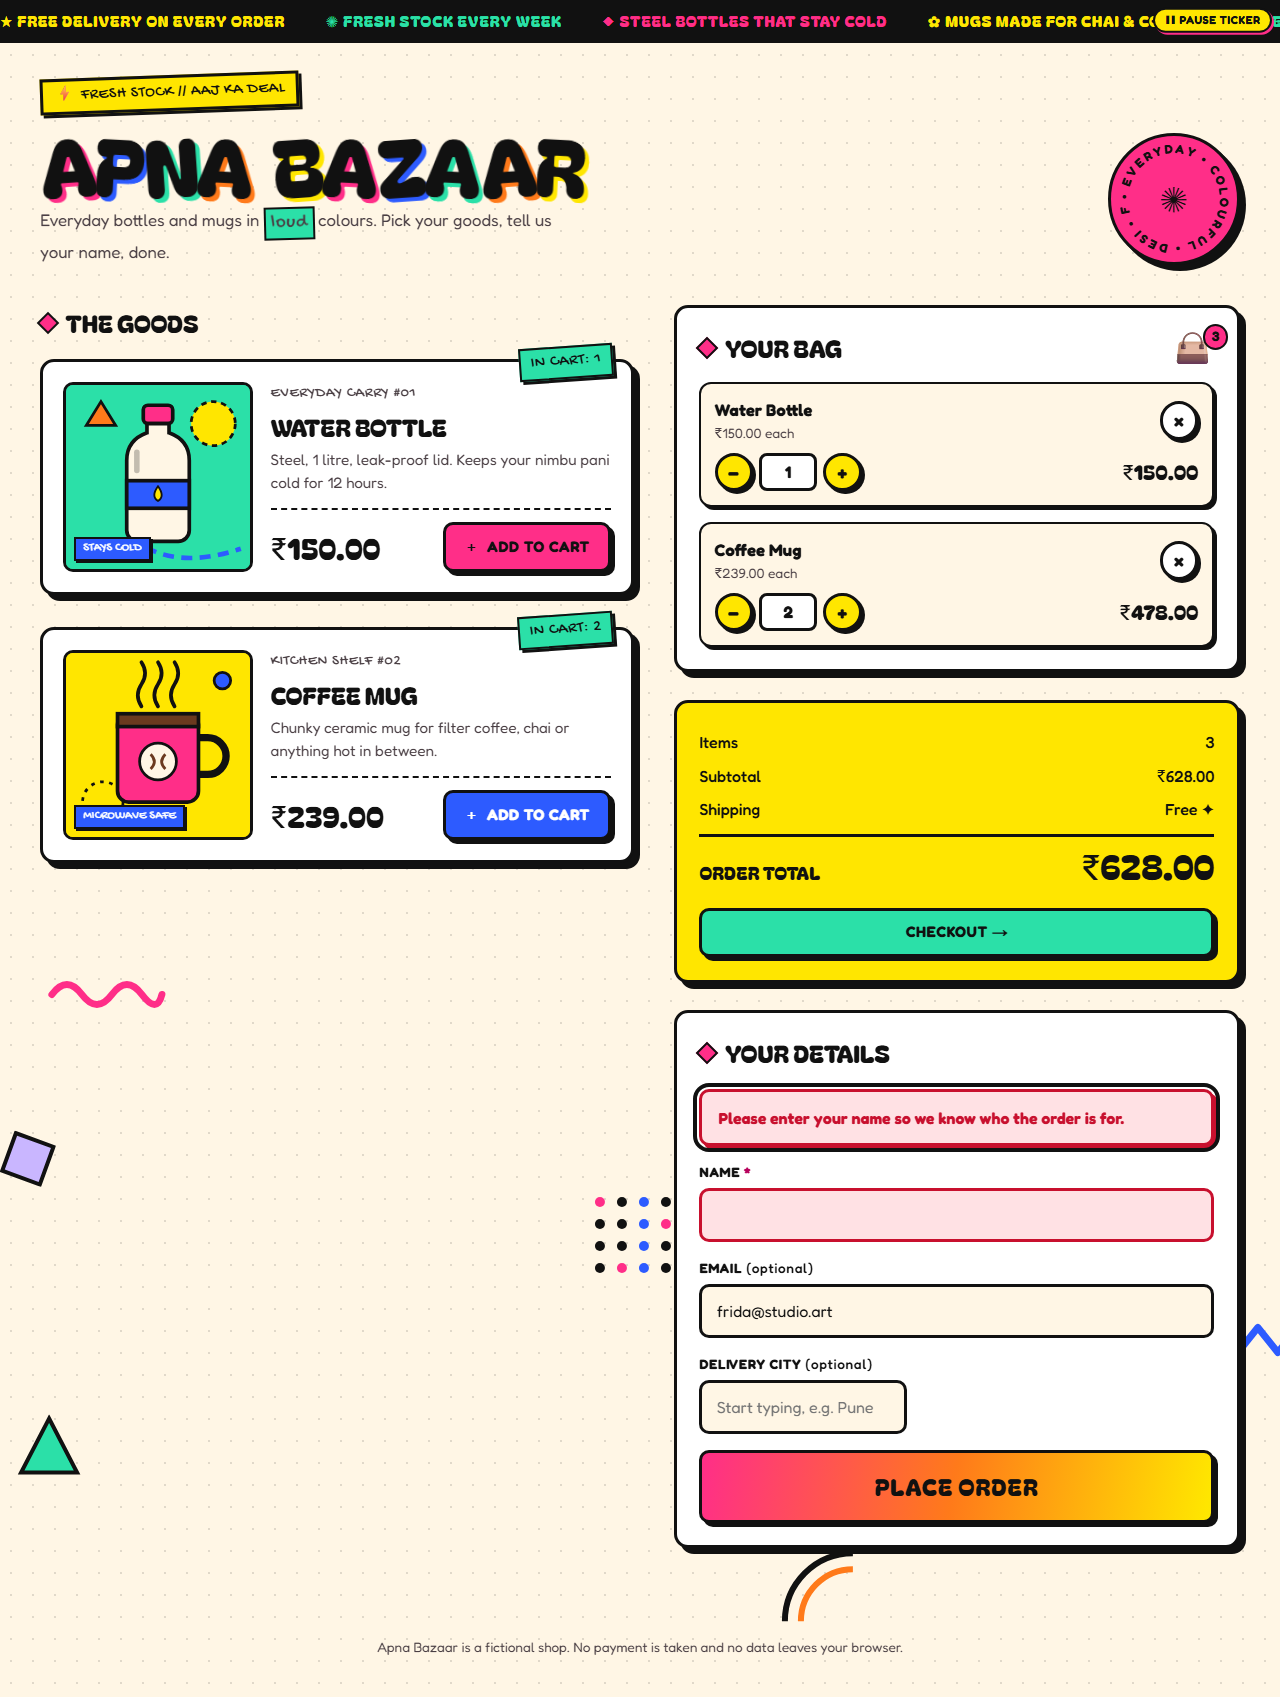 ★ FREE DELIVERY ON EVERY ORDER ✺ FRESH STOCK EVERY WEEK ❖ STEEL BOTTLES THAT STAY COLD ✿ MUGS MADE FOR CHAI &
PAUSE TICKER
⚡ FRESH STOCK // AAJ KA DEAL
APNA BAZAAR
Everyday bottles and mugs in loud colours. Pick your goods, tell us
your name, done.
EVERYDAY • COLOURFUL • DESI • F •
THE GOODS
IN CART: 1
EVERYDAY CARRY #01
WATER BOTTLE
Steel, 1 litre, leak-proof lid. Keeps your nimbu pani
cold for 12 hours.
STAYS COLD
₹150.00
+ ADD TO CART
IN CART: 2
KITCHEN SHELF #02
COFFEE MUG
Chunky ceramic mug for filter coffee, chai or
anything hot in between.
MICROWAVE SAFE
₹239.00
+ ADD TO CART
YOUR BAG
3
Water Bottle
×
₹150.00 each
− 1 +
₹150.00
Coffee Mug
×
₹239.00 each
− 2 +
₹478.00
Items 3
Subtotal ₹628.00
Shipping Free ✦
ORDER TOTAL ₹628.00
CHECKOUT →
YOUR DETAILS
Please enter your name so we know who the order is for.
NAME *
EMAIL (optional)
frida@studio.art
DELIVERY CITY (optional)
Start typing, e.g. Pune
PLACE ORDER
Apna Bazaar is a fictional shop. No payment is taken and no data leaves your browser.